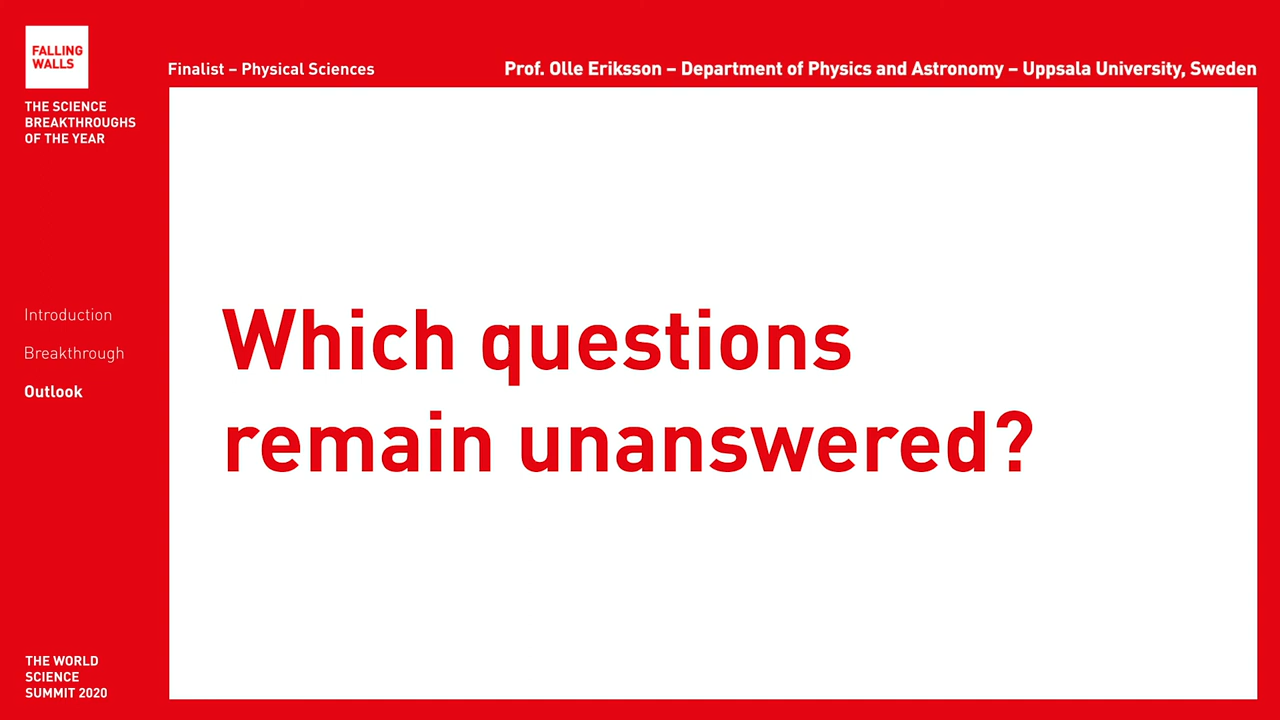 FALLING
WALLS
THE SCIENCE
BREAKTHROUGHS
OF THE YEAR
Finalist – Physical Sciences
Prof. Olle Eriksson – Department of Physics and Astronomy – Uppsala University, Sweden
Introduction
Breakthrough
Outlook
Which questions
remain unanswered?
THE WORLD
SCIENCE
SUMMIT 2020